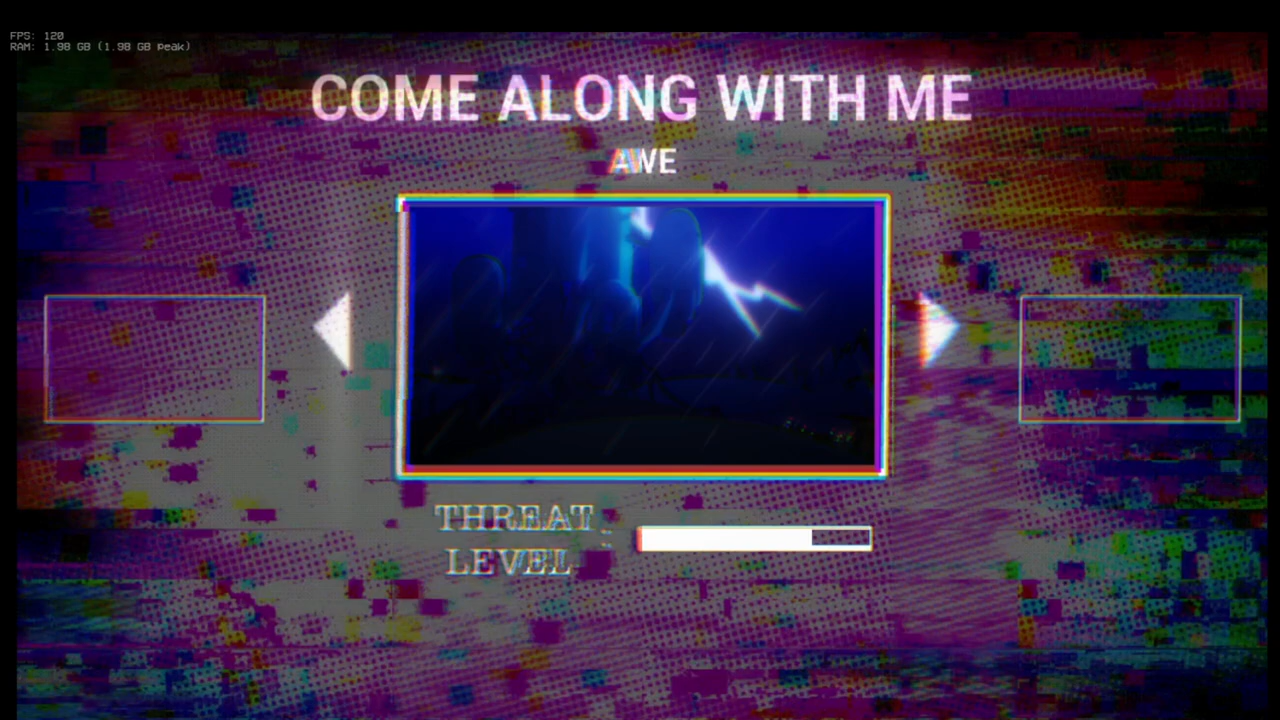 FPS: 120
RAM: 1.98 GB (1.98 GB peak)
COME ALONG WITH ME
AWE
THREAT
LEVEL :